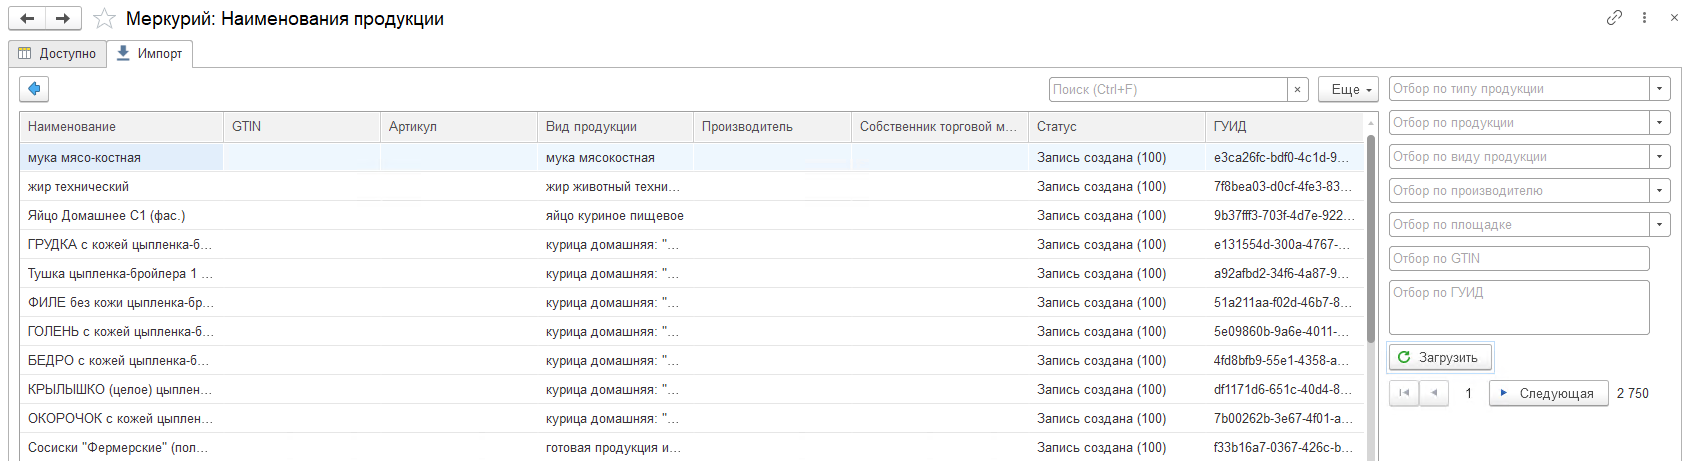 Меркурий: Наименования продукции
Доступно Импорт
Поиск (Ctrl+F) × Еще
Наименование GTIN Артикул Вид продукции Производитель Собственник торговой м... Статус ГУИД
мука мясо-костная мука мясокостная Запись создана (100) e3ca26fc-bdf0-4c1d-9...
жир технический жир животный техни... Запись создана (100) 7f8bea03-d0cf-4fe3-83...
Яйцо Домашнее С1 (фас.) яйцо куриное пищевое Запись создана (100) 9b37fff3-703f-4d7e-922...
ГРУДКА с кожей цыпленка-б... курица домашняя: "... Запись создана (100) e131554d-300a-4767-...
Тушка цыпленка-бройлера 1 ... курица домашняя: "... Запись создана (100) a92afbd2-34f6-4a87-9...
ФИЛЕ без кожи цыпленка-бр... курица домашняя: "... Запись создана (100) 51a211aa-f02d-46b7-8...
ГОЛЕНЬ с кожей цыпленка-б... курица домашняя: "... Запись создана (100) 5e09860b-9a6e-4011-...
БЕДРО с кожей цыпленка-б... курица домашняя: "... Запись создана (100) 4fd8bfb9-55e1-4358-a...
КРЫЛЫШКО (целое) цыплен... курица домашняя: "... Запись создана (100) df1171d6-651c-40d4-8...
ОКОРОЧОК с кожей цыплен... курица домашняя: "... Запись создана (100) 7b00262b-3e67-4f01-a...
Сосиски "Фермерские" (пол... готовая продукция и... Запись создана (100) f33b16a7-0367-426c-b...
Отбор по типу продукции
Отбор по продукции
Отбор по виду продукции
Отбор по производителю
Отбор по площадке
Отбор по GTIN
Отбор по ГУИД
Загрузить
1 Следующая 2 750